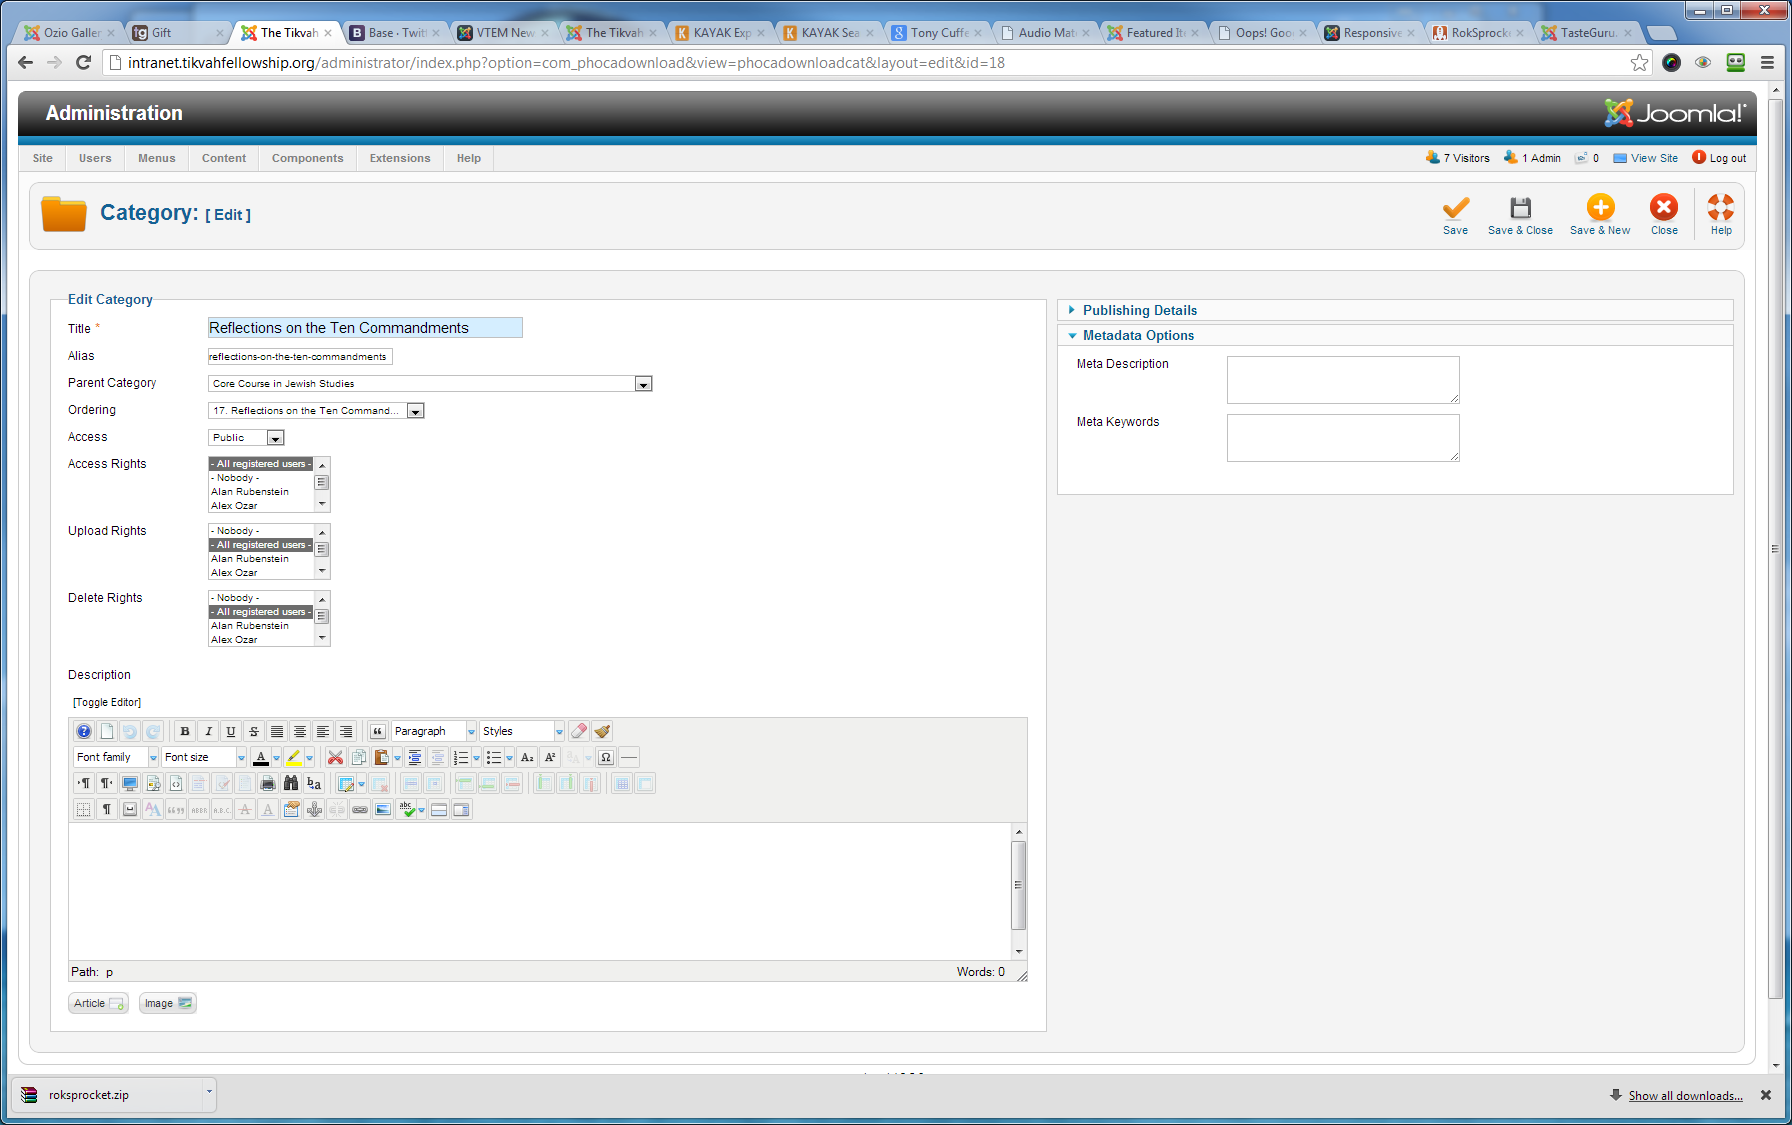 Ozio Galler
Gift
The Tikvah
Base · Twitt
VTEM New
The Tikvah
KAYAK Exp
KAYAK Sea
Tony Cuffe
Audio Mat
Featured Ite
Oops! Goo
Responsive
RokSprocke
TasteGuru.
intranet.tikvahfellowship.org/administrator/index.php?option=com_phocadownload&view=phocadownloadcat&layout=edit&id=18
Administration
Joomla!
Site Users Menus Content Components Extensions Help
7 Visitors 1 Admin 0 View Site Log out
Category: [ Edit ]
Save Save & Close Save & New Close Help
Edit Category
Title *
Reflections on the Ten Commandments
Alias
reflections-on-the-ten-commandments
Parent Category
Core Course in Jewish Studies
Ordering
17. Reflections on the Ten Command...
Access
Public
Access Rights
- All registered users -
- Nobody -
Alan Rubenstein
Alex Ozar
Upload Rights
- Nobody -
- All registered users -
Alan Rubenstein
Alex Ozar
Delete Rights
- Nobody -
- All registered users -
Alan Rubenstein
Alex Ozar
Description
[Toggle Editor]
Paragraph Styles
Font family Font size
Path: p
Words: 0
Article Image
Publishing Details
Metadata Options
Meta Description
Meta Keywords
roksprocket.zip
Show all downloads...